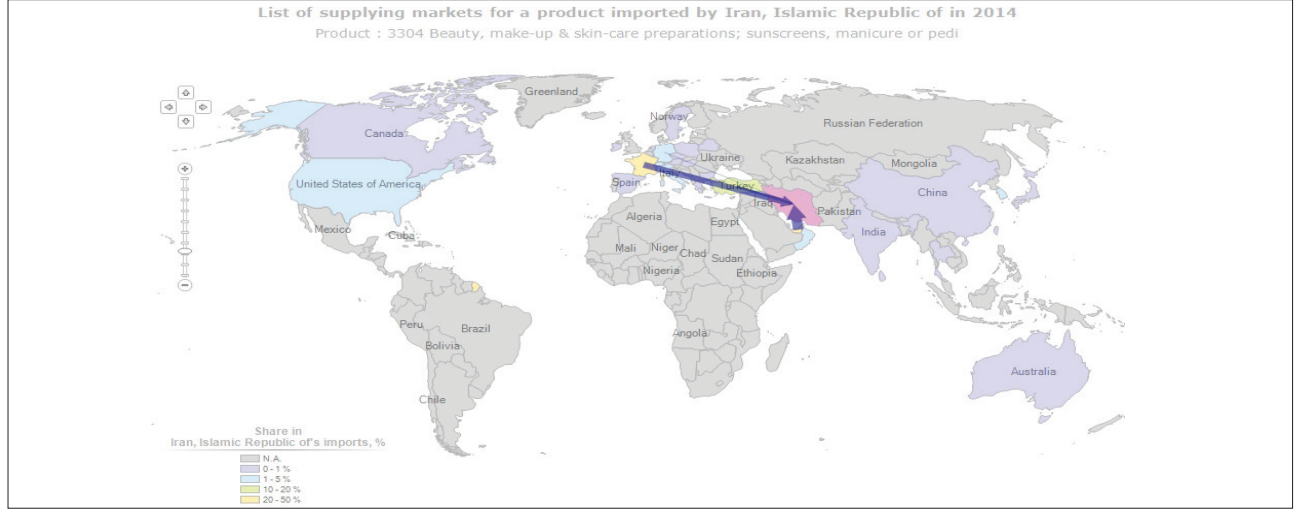 List of supplying markets for a product imported by Iran, Islamic Republic of in 2014
Product : 3304 Beauty, make-up & skin-care preparations; sunscreens, manicure or pedi
Greenland
Norway
Russian Federation
Canada
Ukraine
Kazakhstan
Mongolia
United States of America
Spain
Italy
Turkey
China
Iraq
Pakistan
Mexico
Cuba
Algeria
Egypt
India
Mali
Niger
Chad
Sudan
Nigeria
Ethiopia
Peru
Brazil
Angola
Bolivia
Australia
Chile
Share in
Iran, Islamic Republic of's imports, %
N.A.
0 - 1 %
1 - 5 %
10 - 20 %
20 - 50 %